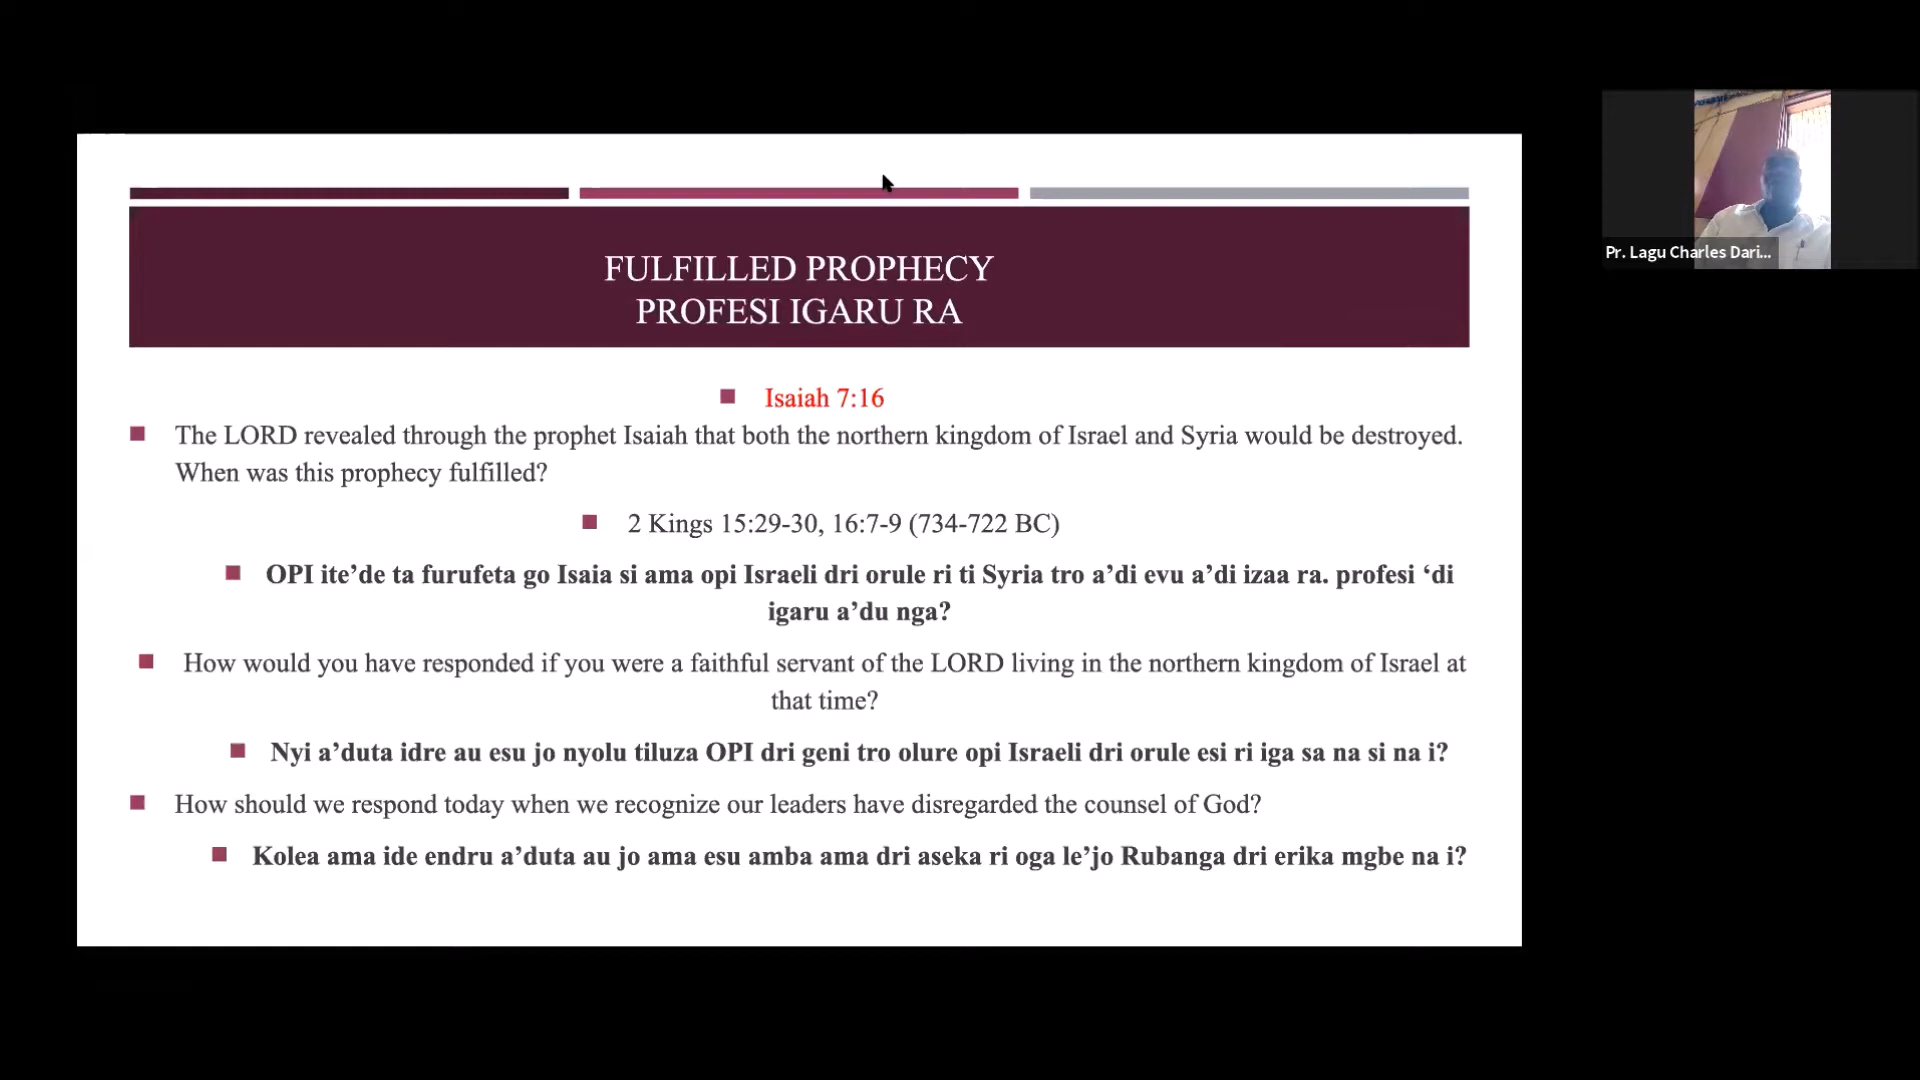 FULFILLED PROPHECY
PROFESI IGARU RA
Isaiah 7:16
The LORD revealed through the prophet Isaiah that both the northern kingdom of Israel and Syria would be destroyed.
When was this prophecy fulfilled?
2 Kings 15:29-30, 16:7-9 (734-722 BC)
OPI ite’de ta furufeta go Isaia si ama opi Israeli dri orule ri ti Syria tro a’di evu a’di izaa ra. profesi ‘di
igaru a’du nga?
How would you have responded if you were a faithful servant of the LORD living in the northern kingdom of Israel at
that time?
Nyi a’duta idre au esu jo nyolu tiluza OPI dri geni tro olure opi Israeli dri orule esi ri iga sa na si na i?
How should we respond today when we recognize our leaders have disregarded the counsel of God?
Kolea ama ide endru a’duta au jo ama esu amba ama dri aseka ri oga le’jo Rubanga dri erika mgbe na i?
Pr. Lagu Charles Dari...